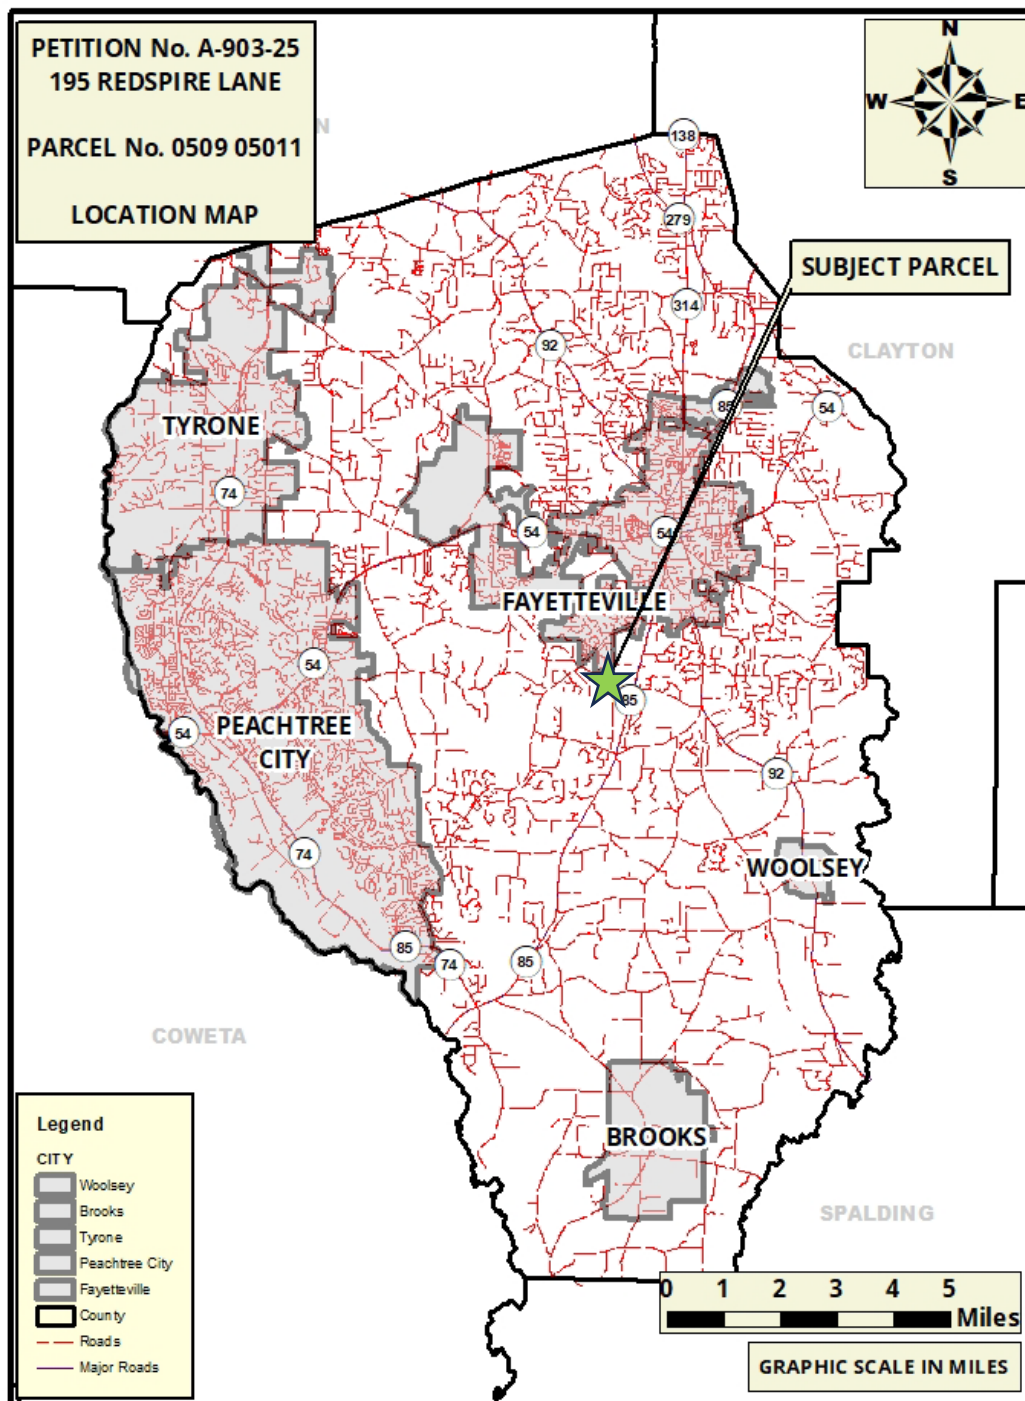 PETITION No. A-903-25
195 REDSPIRE LANE
PARCEL No. 0509 05011
LOCATION MAP
N
W
E
S
N
138
279
SUBJECT PARCEL
314
92
CLAYTON
85
54
TYRONE
74
54
54
FAYETTEVILLE
54
85
PEACHTREE
CITY
54
92
74
WOOLSEY
85
74
85
COWETA
BROOKS
SPALDING
Legend
CITY
Woolsey
Brooks
Tyrone
Peachtree City
Fayetteville
County
Roads
Major Roads
0 1 2 3 4 5
Miles
GRAPHIC SCALE IN MILES